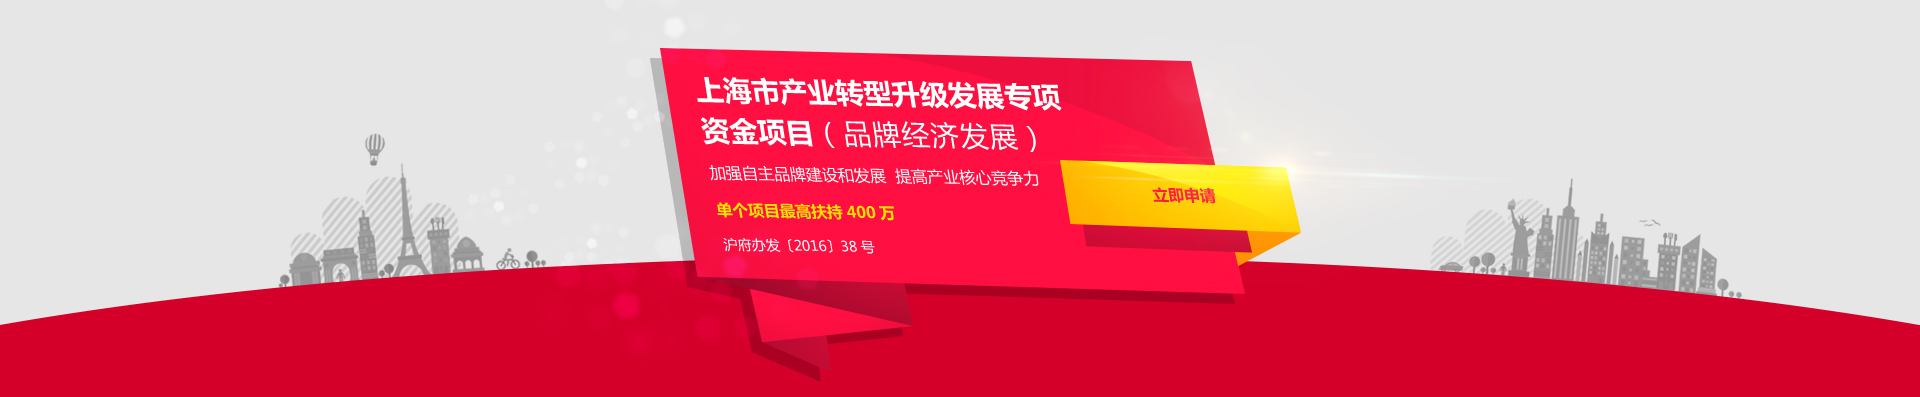 上海市产业转型升级发展专项
资金项目（品牌经济发展）
加强自主品牌建设和发展 提高产业核心竞争力
立即申请
单个项目最高扶持 400 万
沪府办发〔2016〕38 号